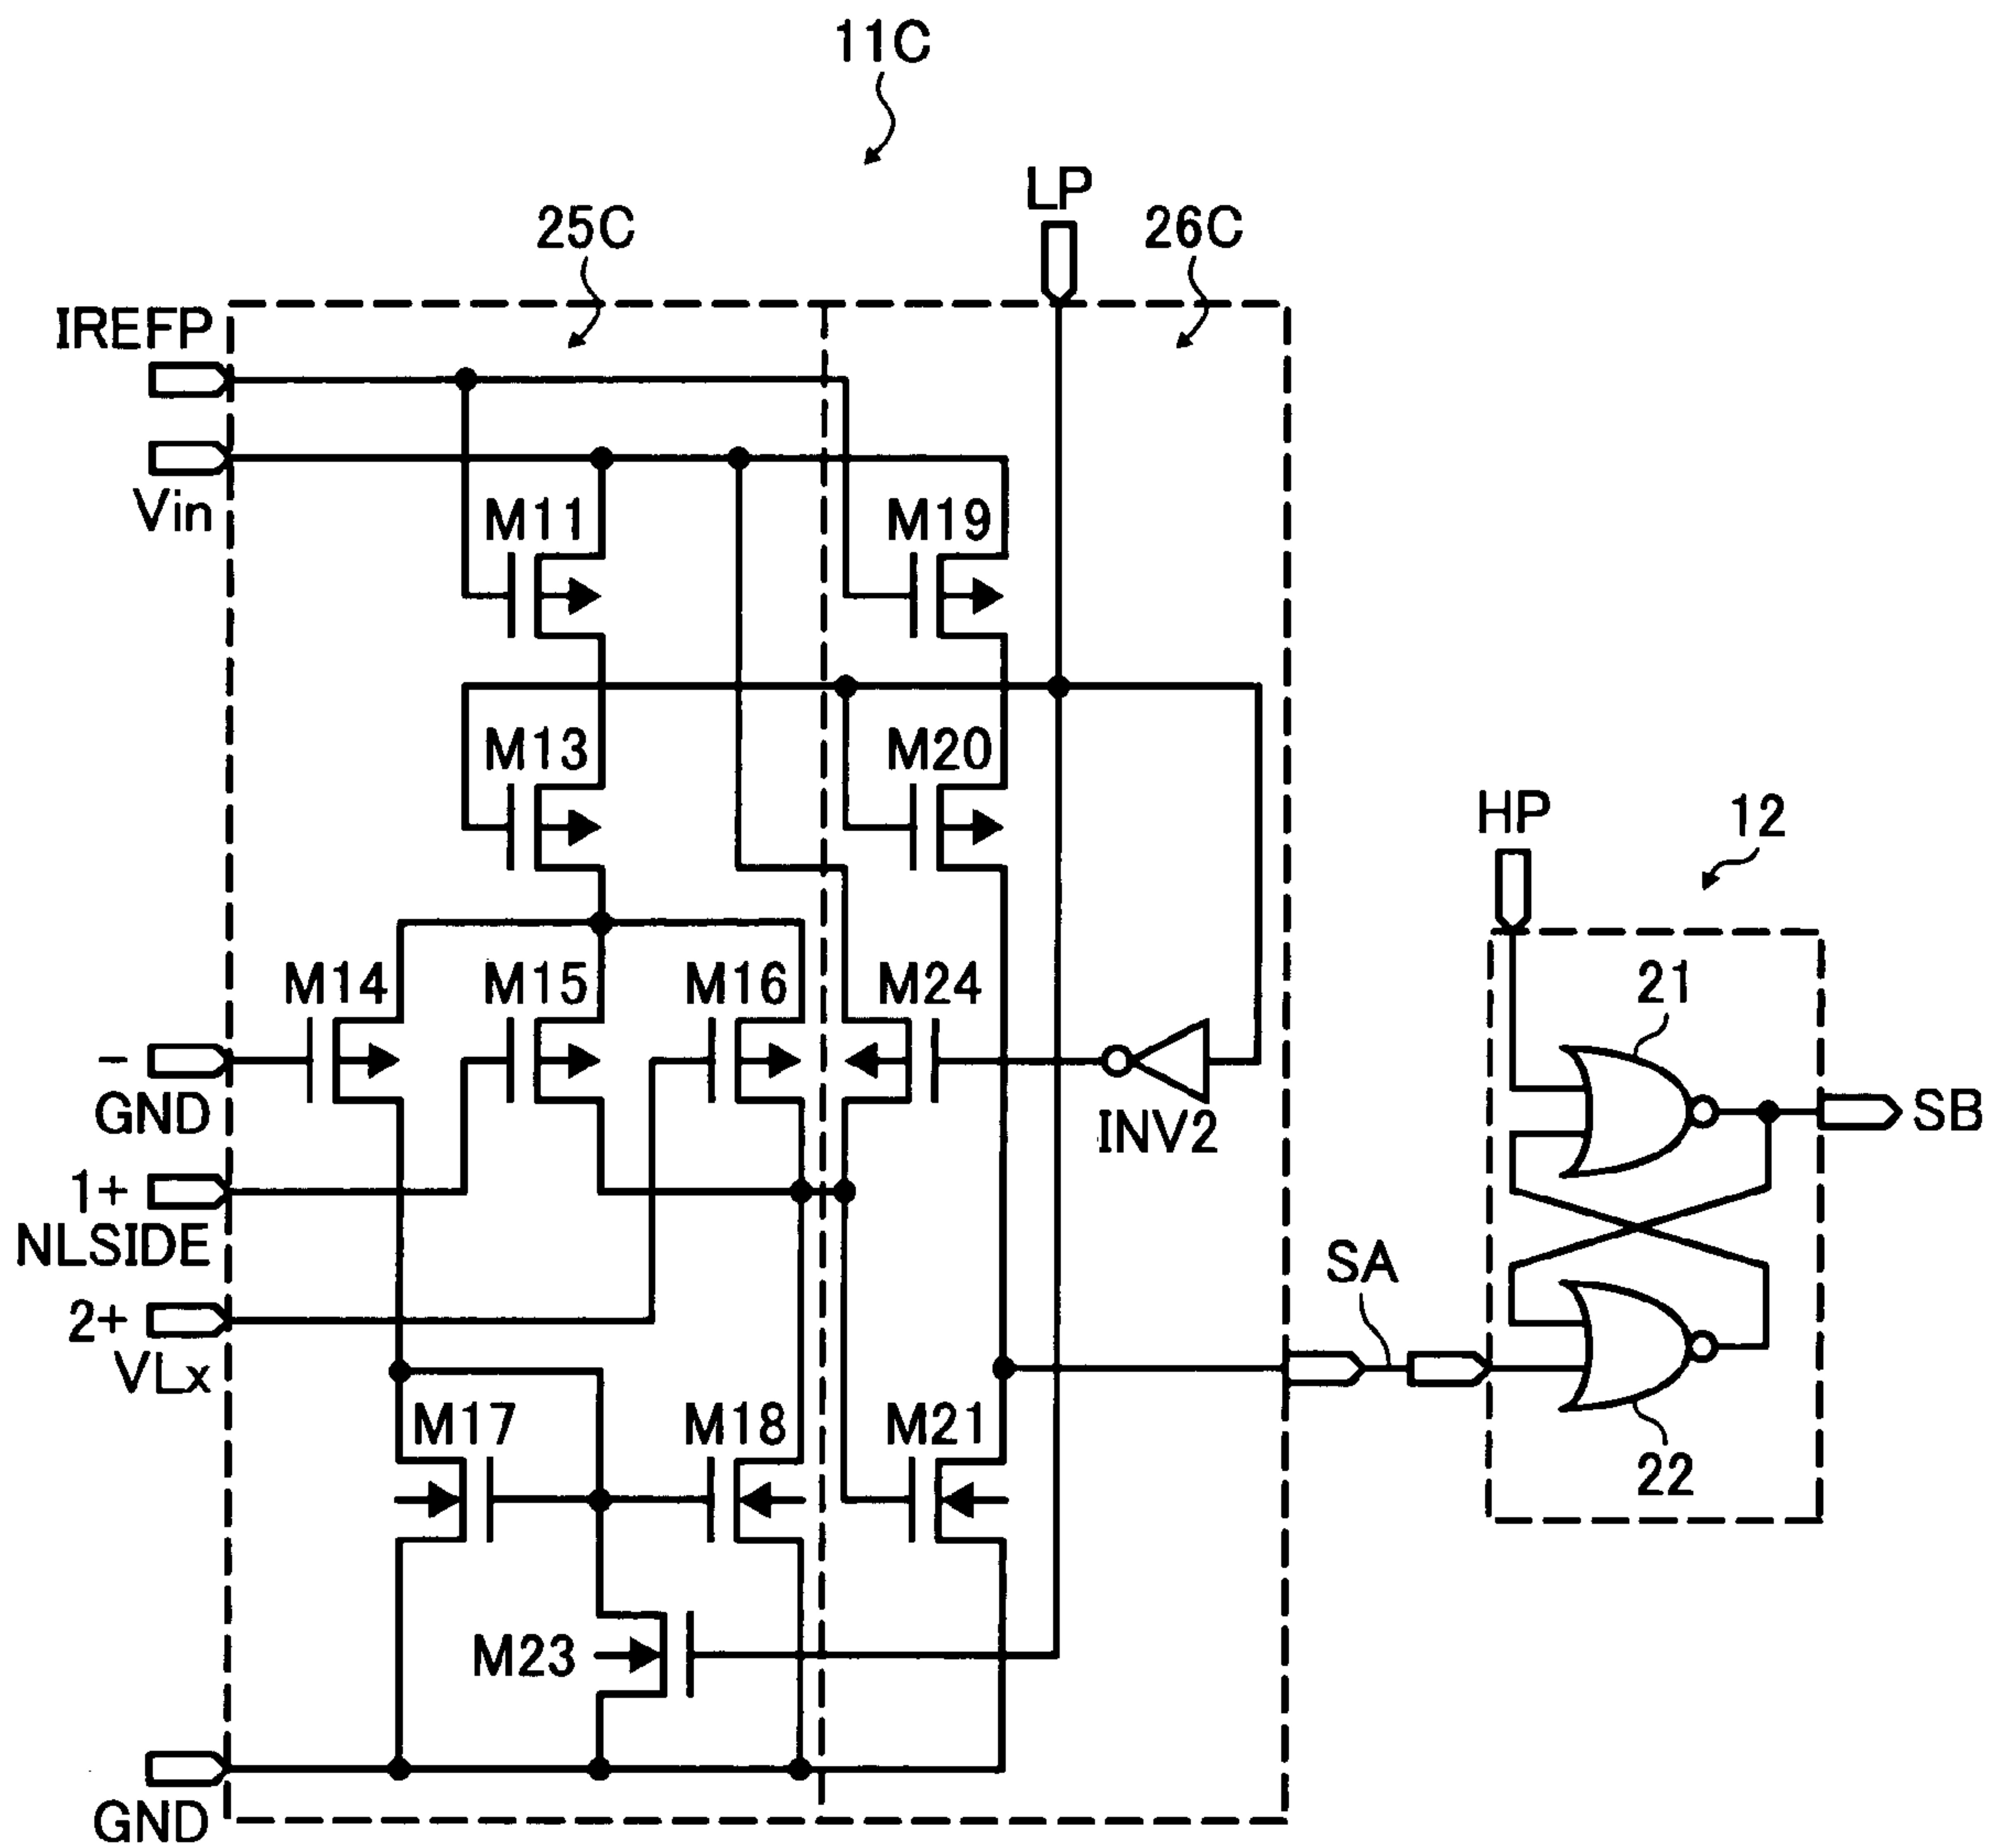 11C
LP
25C
26C
IREFP
Vin
M11
M19
M13
M20
HP
12
M14
M15
M16
M24
21
-
GND
INV2
SB
1+
NLSIDE
SA
2+
VLx
M17
M18
M21
22
M23
GND